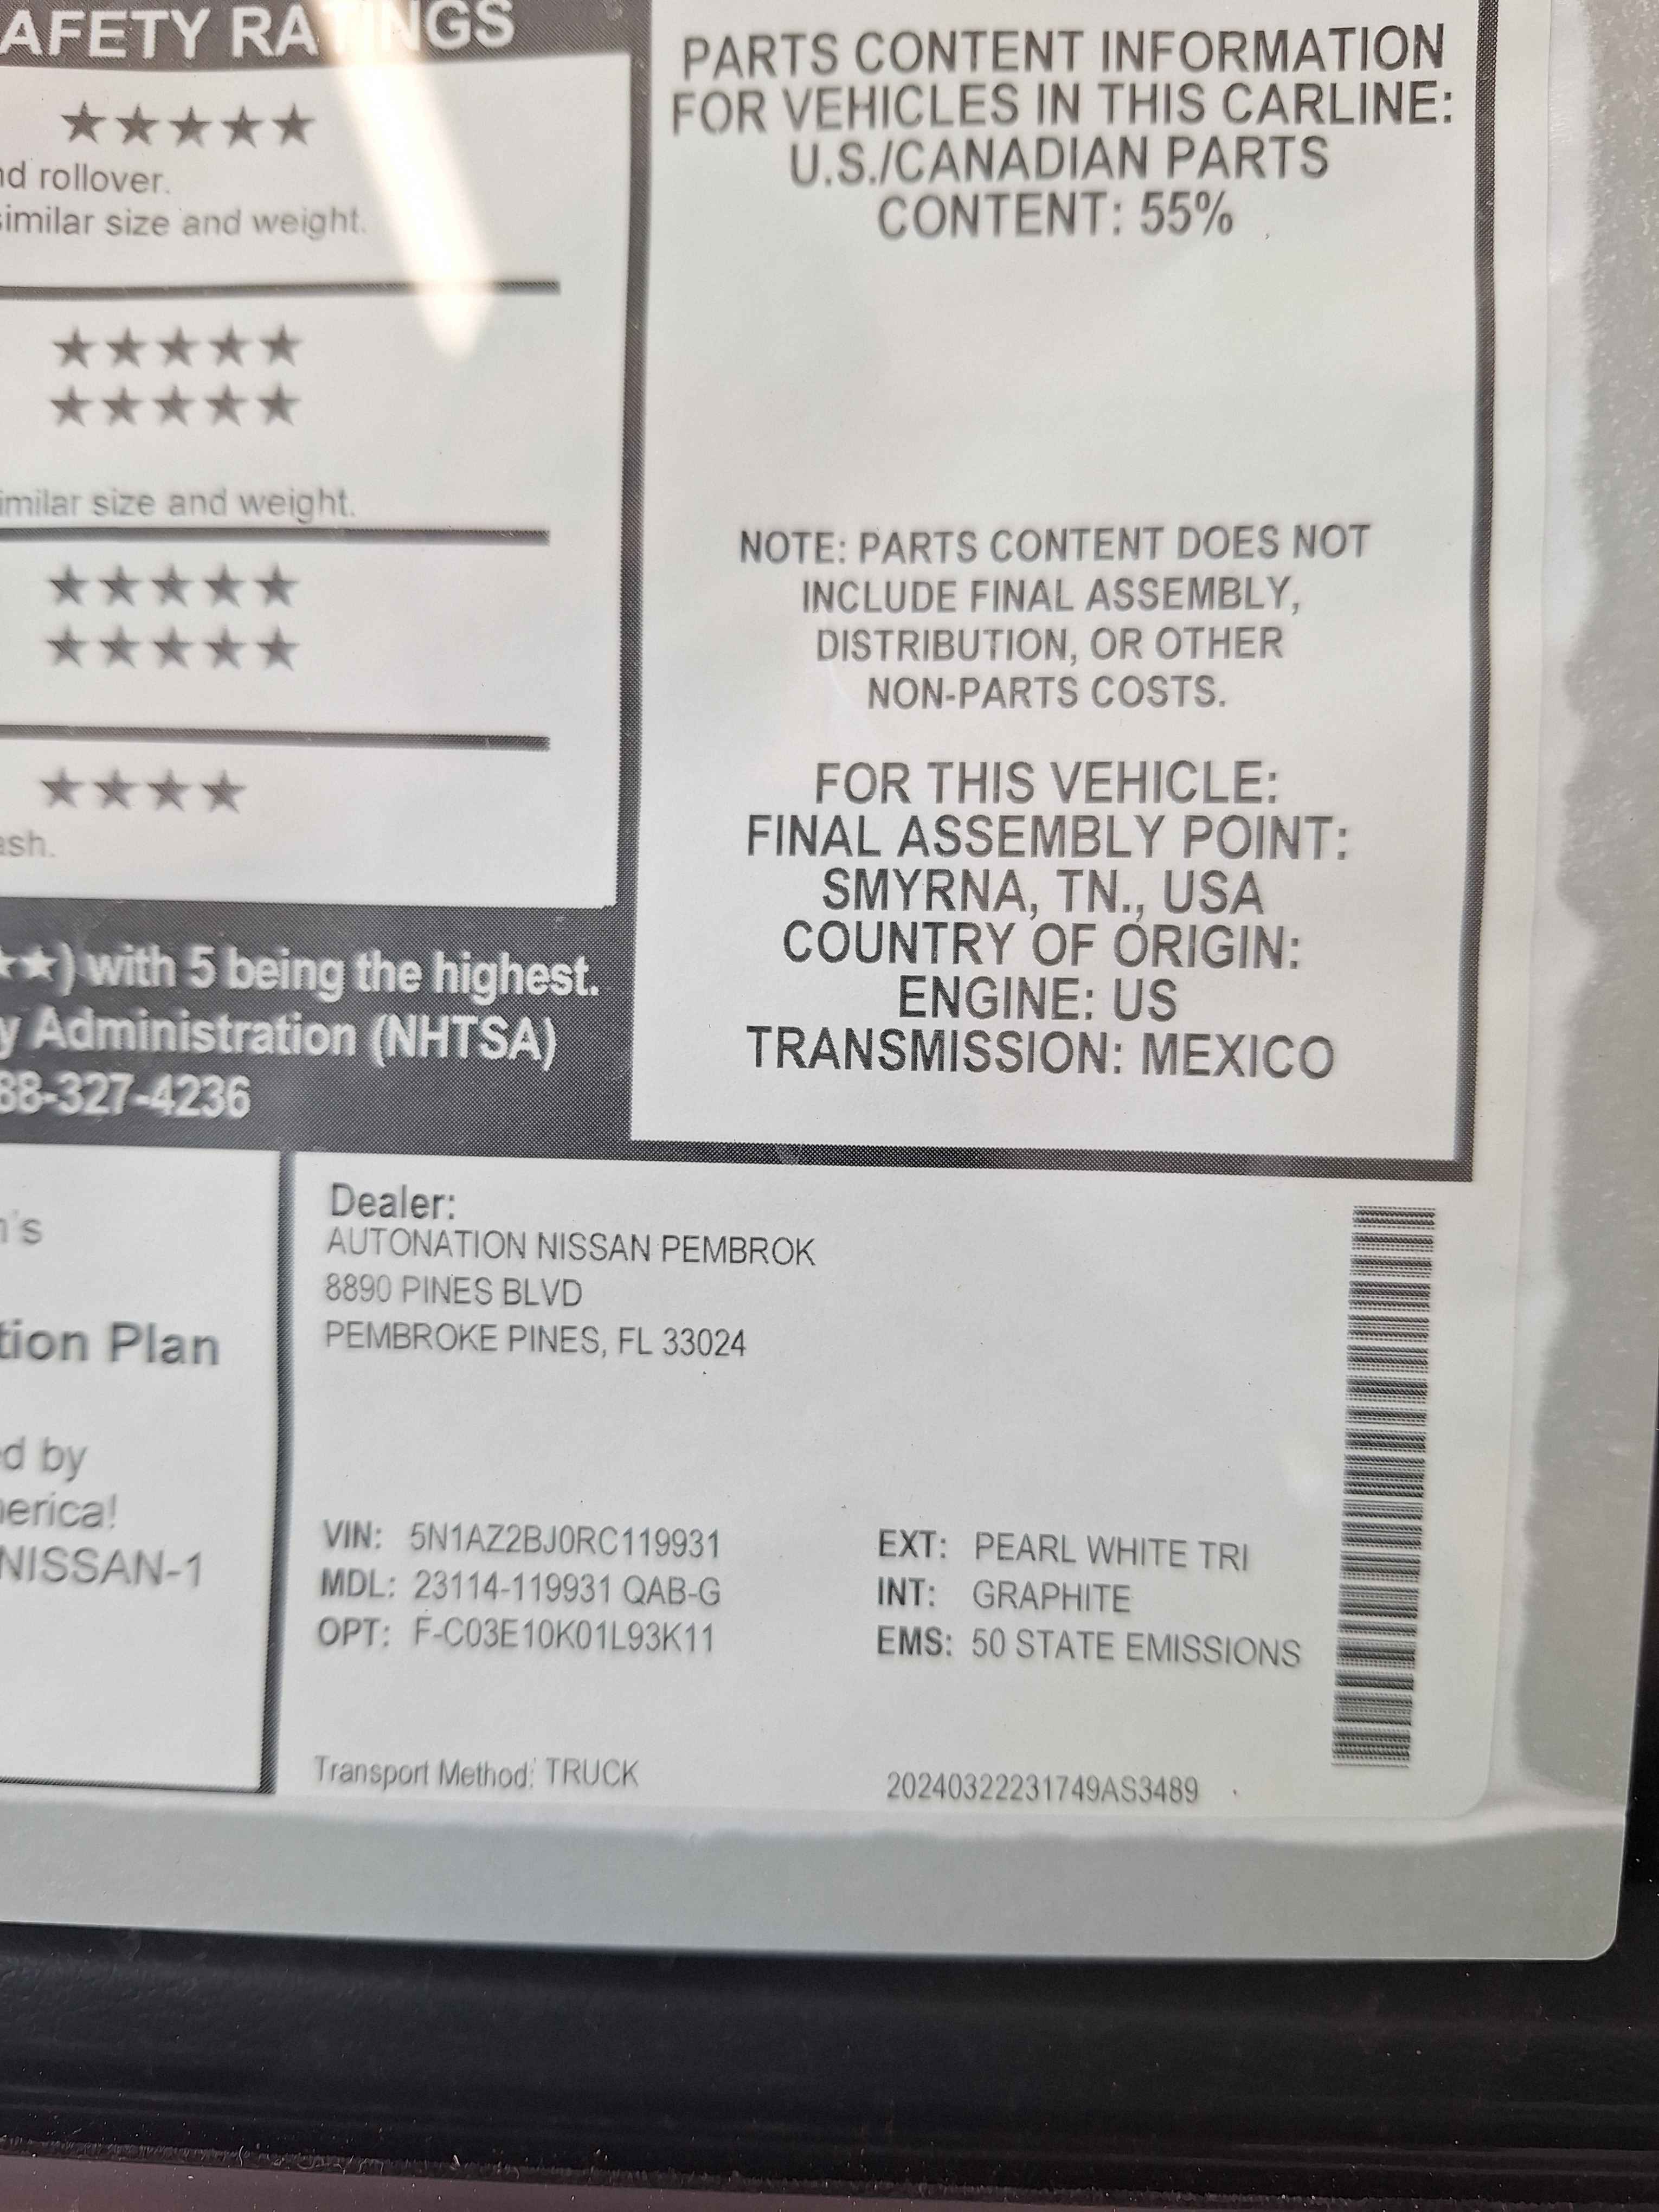 AFETY RATINGS
★★★★★
nd rollover.
similar size and weight.
★★★★★
★★★★★
imilar size and weight.
★★★★★
★★★★★
★★★★
ash.
★★) with 5 being the highest.
y Administration (NHTSA)
88-327-4236
PARTS CONTENT INFORMATION
FOR VEHICLES IN THIS CARLINE:
U.S./CANADIAN PARTS
CONTENT: 55%
NOTE: PARTS CONTENT DOES NOT
INCLUDE FINAL ASSEMBLY,
DISTRIBUTION, OR OTHER
NON-PARTS COSTS.
FOR THIS VEHICLE:
FINAL ASSEMBLY POINT:
SMYRNA, TN., USA
COUNTRY OF ORIGIN:
ENGINE: US
TRANSMISSION: MEXICO
n's
tion Plan
d by
merica!
NISSAN-1
Dealer:
AUTONATION NISSAN PEMBROK
8890 PINES BLVD
PEMBROKE PINES, FL 33024
VIN: 5N1AZ2BJ0RC119931
MDL: 23114-119931 QAB-G
OPT: F-C03E10K01L93K11
EXT: PEARL WHITE TRI
INT: GRAPHITE
EMS: 50 STATE EMISSIONS
Transport Method: TRUCK
20240322231749AS3489